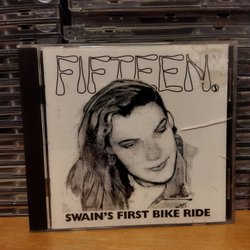 FIFTEEN.
SWAIN'S FIRST BIKE RIDE